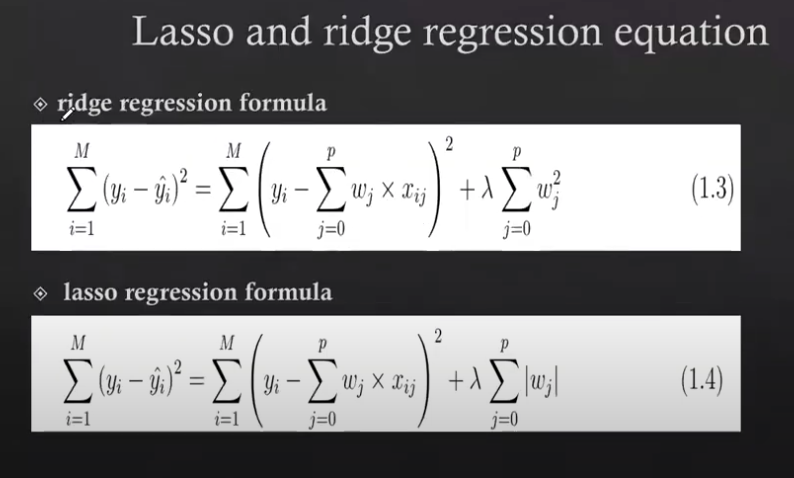 Lasso and ridge regression equation
❖ ridge regression formula
\sum_{i=1}^{M} (y_i - \hat{y}_i)^2 = \sum_{i=1}^{M} \left( y_i - \sum_{j=0}^{p} w_j \times x_{ij} \right)^2 + \lambda \sum_{j=0}^{p} w_j^2 (1.3)
❖ lasso regression formula
\sum_{i=1}^{M} (y_i - \hat{y}_i)^2 = \sum_{i=1}^{M} \left( y_i - \sum_{j=0}^{p} w_j \times x_{ij} \right)^2 + \lambda \sum_{j=0}^{p} |w_j| (1.4)